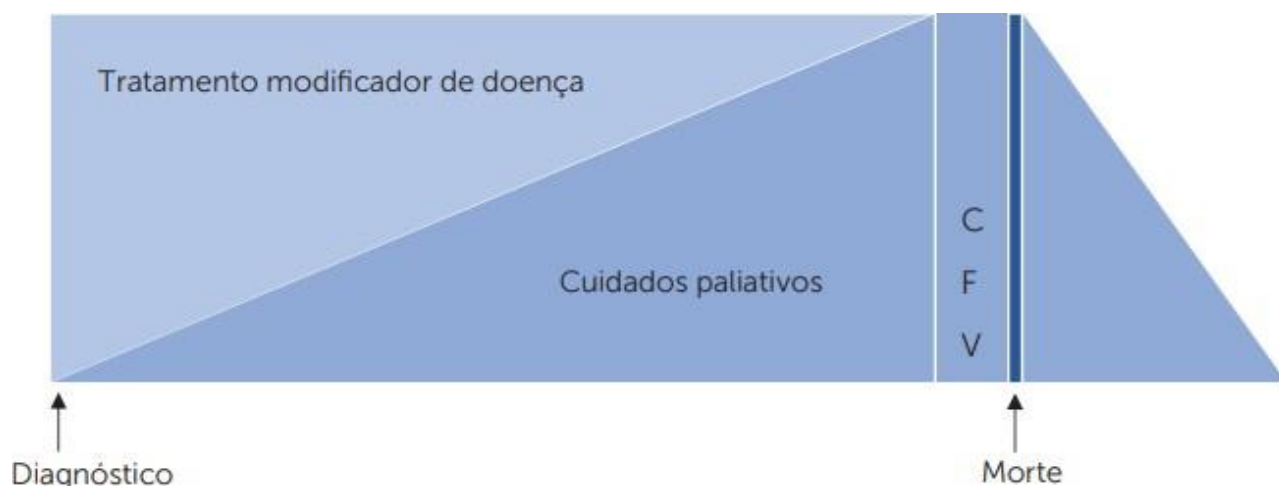 Tratamento modificador de doença
Cuidados paliativos
C
F
V
Diagnóstico
Morte